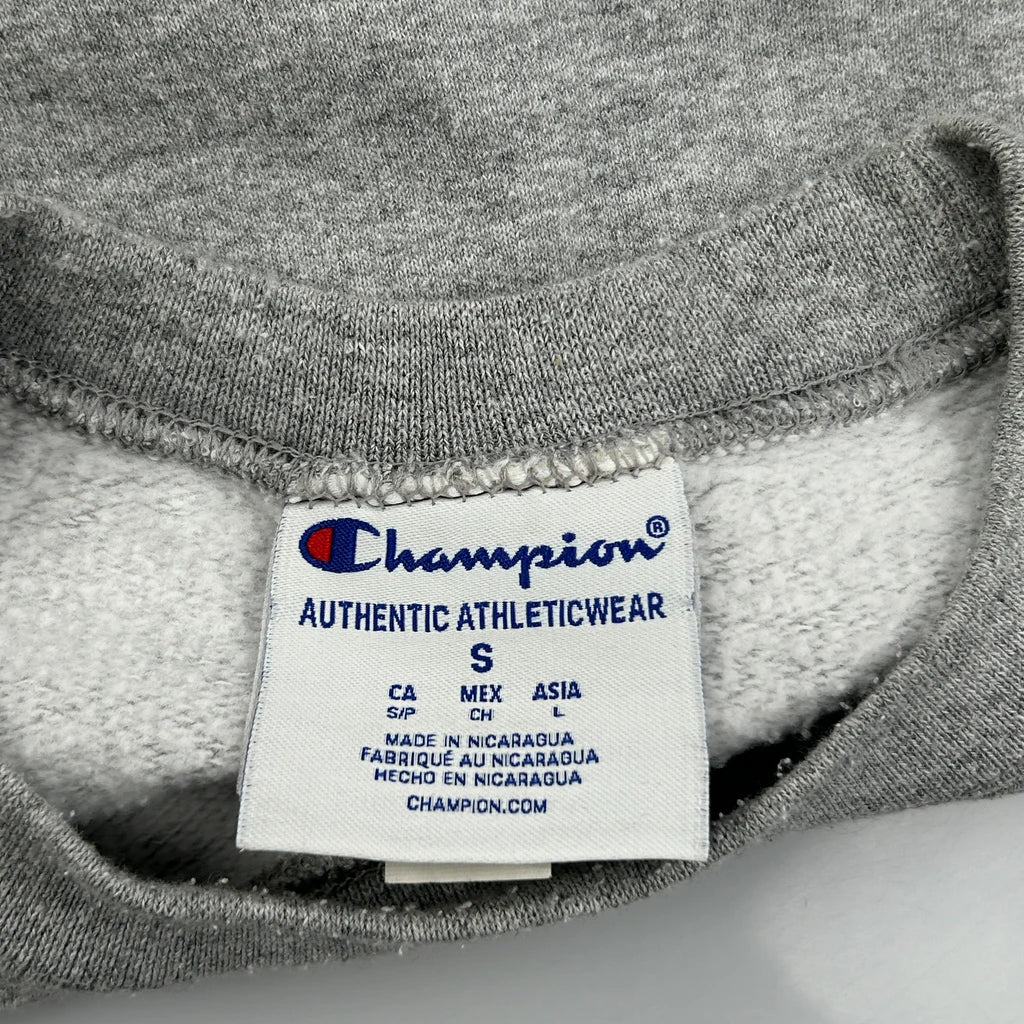 Champion®
AUTHENTIC ATHLETICWEAR
S
CA MEX ASIA
S/P CH L
MADE IN NICARAGUA
FABRIQUÉ AU NICARAGUA
HECHO EN NICARAGUA
CHAMPION.COM